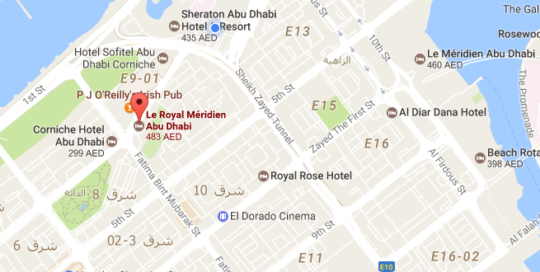 Sheraton Abu Dhabi
Hotel & Resort
435 AED
E13
10th St
The Gal
Rosewoo
Hotel Sofitel Abu
Dhabi Corniche
Le Méridien Abu Dhabi
460 AED
الزاهية
E9-01
1st St
P J O'Reilly's Irish Pub
5th St
Sheikh Zayed Tunnel
The Promenade
Le Royal Méridien
Abu Dhabi
483 AED
E15
Al Diar Dana Hotel
Corniche Hotel
Abu Dhabi
299 AED
Zayed The First St
E16
Beach Rota
398 AED
Fatima Bint Mubarak St
Al Firdous St
Royal Rose Hotel
شرق 10
شرق 8
5th St
El Dorado Cinema
9th St
شرق 02-3
Al Falah S
E10
E11
E16-02